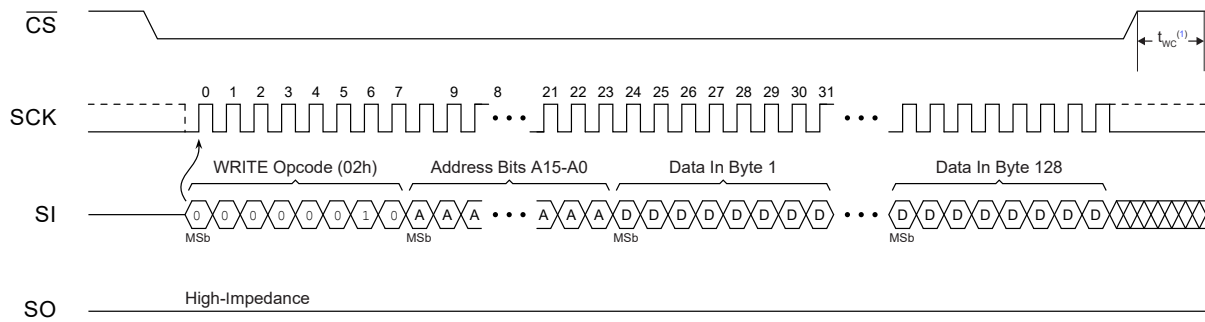 CS
tWC(1)
0 1 2 3 4 5 6 7 9 8 21 22 23 24 25 26 27 28 29 30 31
SCK
WRITE Opcode (02h) Address Bits A15-A0 Data In Byte 1 Data In Byte 128
SI 0 0 0 0 0 0 1 0 A A A A A A D D D D D D D D D D D D D D D D
MSb MSb MSb MSb
High-Impedance
SO